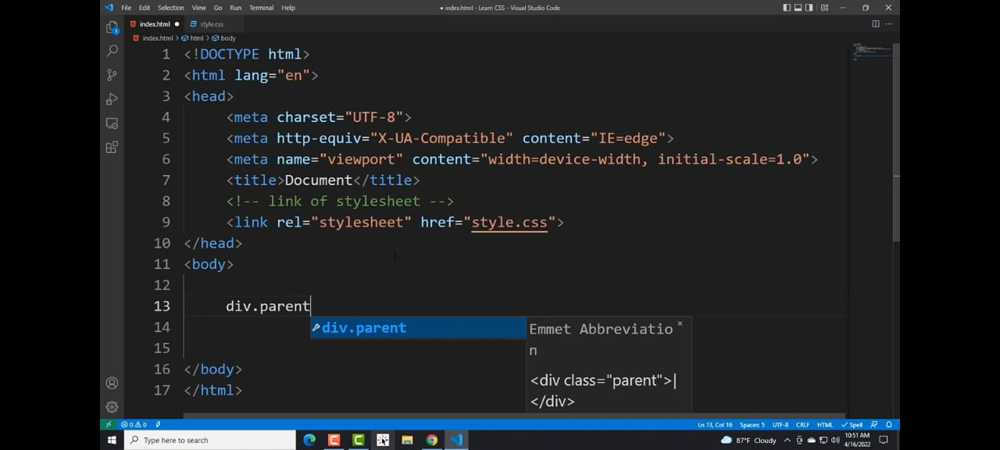 File Edit Selection View Go Run Terminal Help
● index.html - Learn CSS - Visual Studio Code
index.html ●
style.css
index.html > html > body
1 <!DOCTYPE html>
2 <html lang="en">
3 <head>
4 <meta charset="UTF-8">
5 <meta http-equiv="X-UA-Compatible" content="IE=edge">
6 <meta name="viewport" content="width=device-width, initial-scale=1.0">
7 <title>Document</title>
8 <!-- link of stylesheet -->
9 <link rel="stylesheet" href="style.css">
10 </head>
11 <body>
12
13 div.parent
14
15
16 </body>
17 </html>
div.parent
Emmet Abbreviatio
n
<div class="parent">|
</div>
1
0 0
Ln 13, Col 16 Spaces: 5 UTF-8 CRLF HTML Spell
Type here to search
87°F Cloudy
10:51 AM
4/16/2022